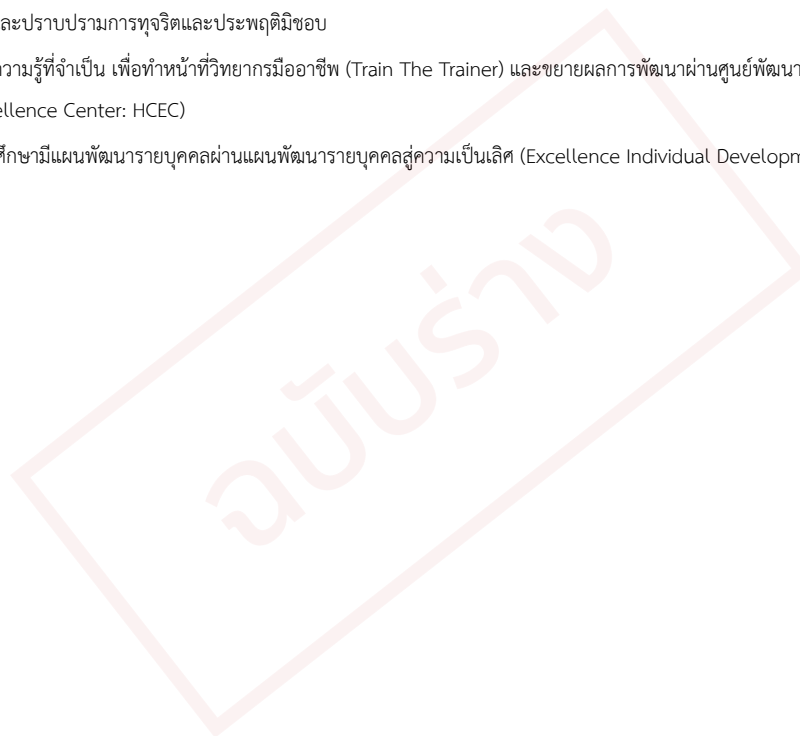 ละปราบปรามการทุจริตและประพฤติมิชอบ
วามรู้ที่จำเป็น เพื่อทำหน้าที่วิทยากรมืออาชีพ (Train The Trainer) และขยายผลการพัฒนาผ่านศูนย์พัฒนา
ellence Center: HCEC)
ศึกษามีแผนพัฒนารายบุคคลผ่านแผนพัฒนารายบุคคลสู่ความเป็นเลิศ (Excellence Individual Developm
ฉบับร่าง